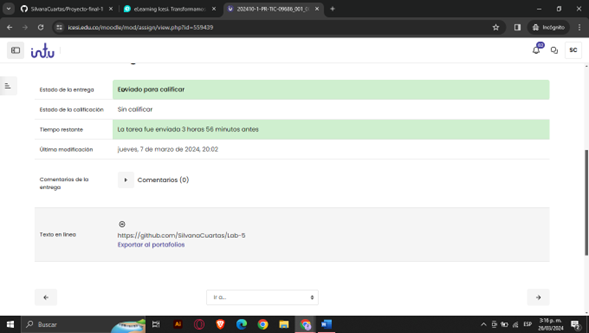 SilvanaCuartas/Proyecto-final-1
eLearning Icesi. Transformamos
202410-1-PR-TIC-09686_001_D
icesi.edu.co/moodle/mod/assign/view.php?id=559439
Incógnito
intu
SC
Estado de la entrega
Enviado para calificar
Estado de la calificación
Sin calificar
Tiempo restante
La tarea fue enviada 3 horas 56 minutos antes
Última modificación
jueves, 7 de marzo de 2024, 20:02
Comentarios de la
entrega
Comentarios (0)
Texto en línea
https://github.com/SilvanaCuartas/Lab-5
Exportar al portafolios
Ir a...
Buscar
ESP
3:16 p. m.
26/03/2024